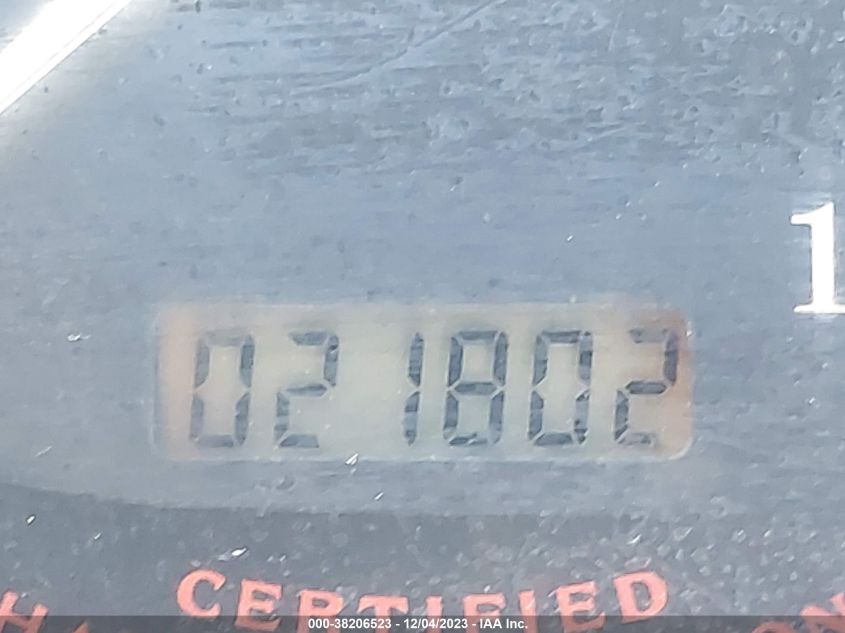 1
021802
CERTIFIED
000-38206523 - 12/04/2023 - IAA Inc.